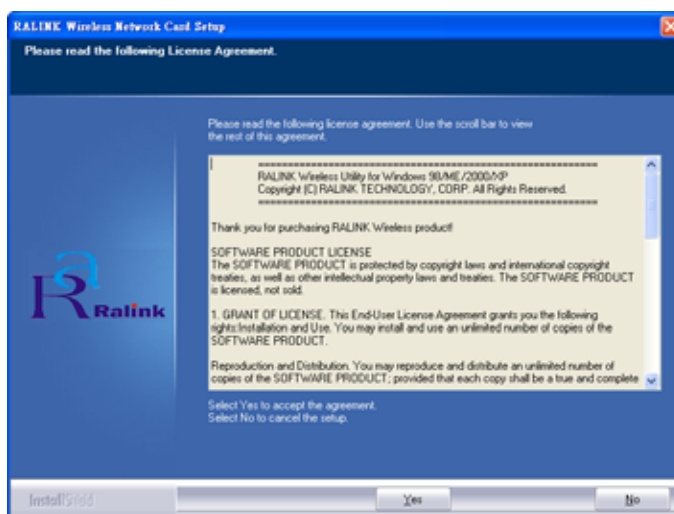 RALINK Wireless Network Card Setup
Please read the following License Agreement.
Please read the following license agreement. Use the scroll bar to view
the rest of this agreement.
============================================================
RALINK Wireless Utility for Windows 98/ME/2000/XP
Copyright (C) RALINK TECHNOLOGY, CORP. All Rights Reserved.
============================================================
Thank you for purchasing RALINK Wireless product!
SOFTWARE PRODUCT LICENSE
The SOFTWARE PRODUCT is protected by copyright laws and international copyright
treaties, as well as other intellectual property laws and treaties. The SOFTWARE PRODUCT
is licensed, not sold.
1. GRANT OF LICENSE. This End-User License Agreement grants you the following
rights:Installation and Use. You may install and use an unlimited number of copies of the
SOFTWARE PRODUCT.
Reproduction and Distribution. You may reproduce and distribute an unlimited number of
copies of the SOFTWARE PRODUCT; provided that each copy shall be a true and complete
Ralink
Select Yes to accept the agreement.
Select No to cancel the setup.
InstallShield
Yes
No